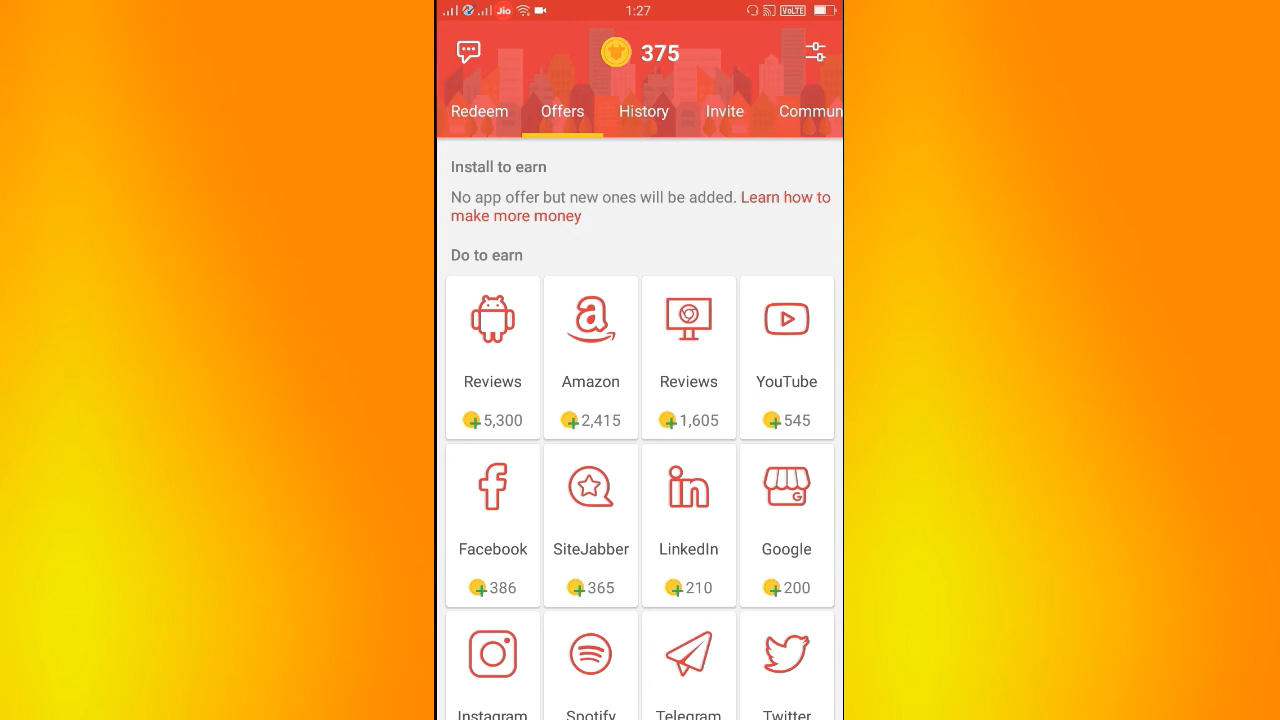 Jio 1:27 VoLTE
375
Redeem Offers History Invite Commun
Install to earn
No app offer but new ones will be added. Learn how to
make more money
Do to earn
Reviews Amazon Reviews YouTube
5,300 2,415 1,605 545
Facebook SiteJabber LinkedIn Google
386 365 210 200
Instagram Spotify Telegram Twitter